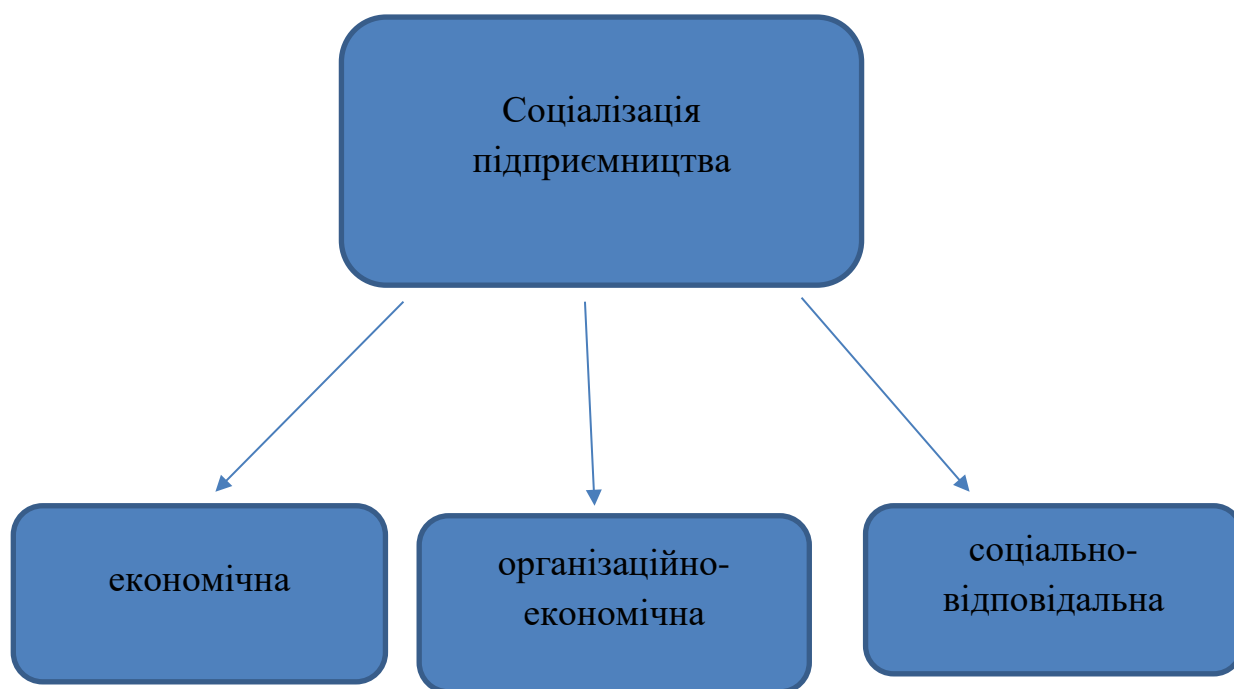 Соціалізація
підприємництва
економічна
організаційно-
економічна
соціально-
відповідальна